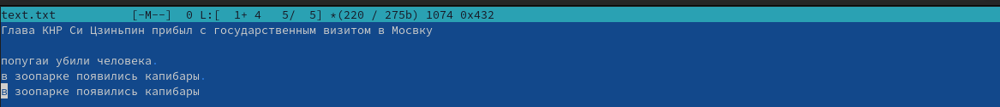 text.txt [-M--] 0 L:[ 1+ 4 5/ 5] *(220 / 275b) 1074 0x432
Глава КНР Си Цзиньпин прибыл с государственным визитом в Мосвку
попугаи убили человека.
в зоопарке появились капибары.
в зоопарке появились капибары